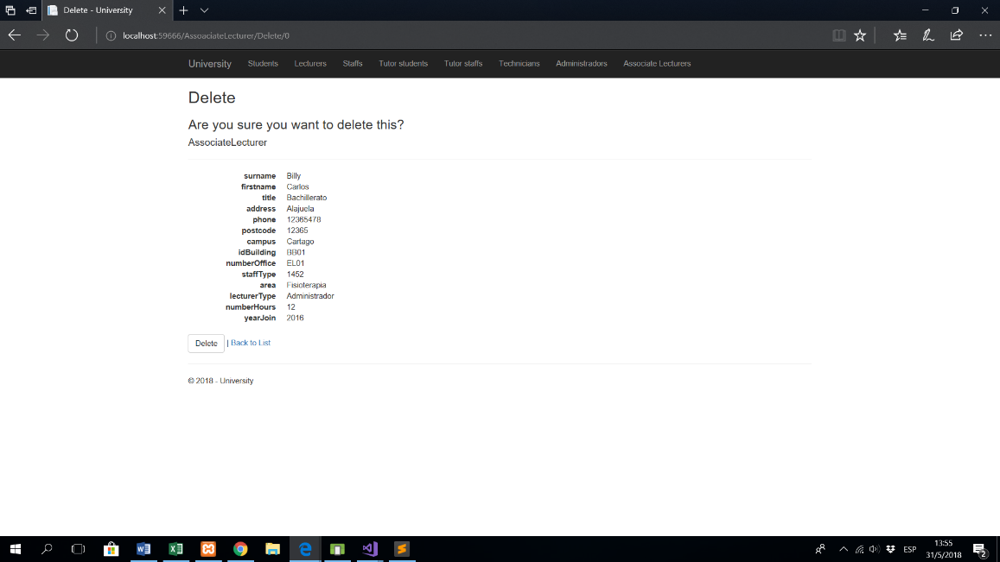 Delete - University
localhost:59666/AssoaciateLecturer/Delete/0
University Students Lecturers Staffs Tutor students Tutor staffs Technicians Administradors Associate Lecturers
Delete
Are you sure you want to delete this?
AssociateLecturer
surname Billy
firstname Carlos
title Bachillerato
address Alajuela
phone 12365478
postcode 12365
campus Cartago
idBuilding BB01
numberOffice EL01
staffType 1452
area Fisioterapia
lecturerType Administrador
numberHours 12
yearJoin 2016
Delete | Back to List
© 2018 - University
ESP
13:55
31/5/2018
2